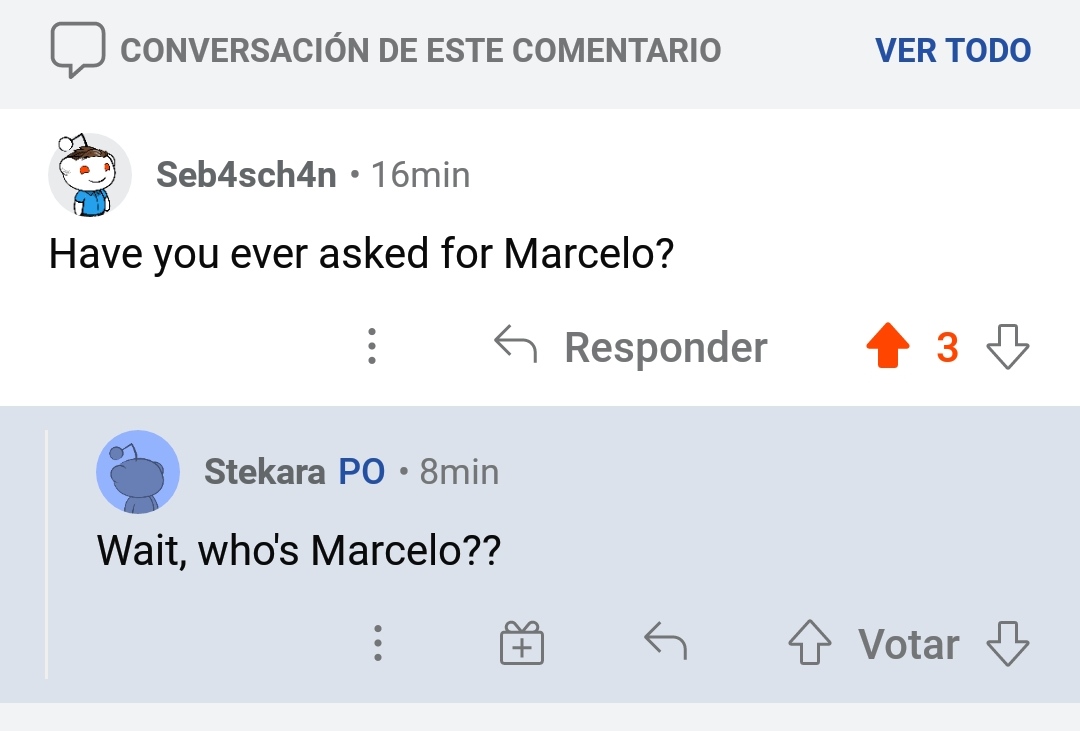 CONVERSACIÓN DE ESTE COMENTARIO VER TODO
Seb4sch4n • 16min
Have you ever asked for Marcelo?
Responder 3
Stekara PO • 8min
Wait, who's Marcelo??
Votar